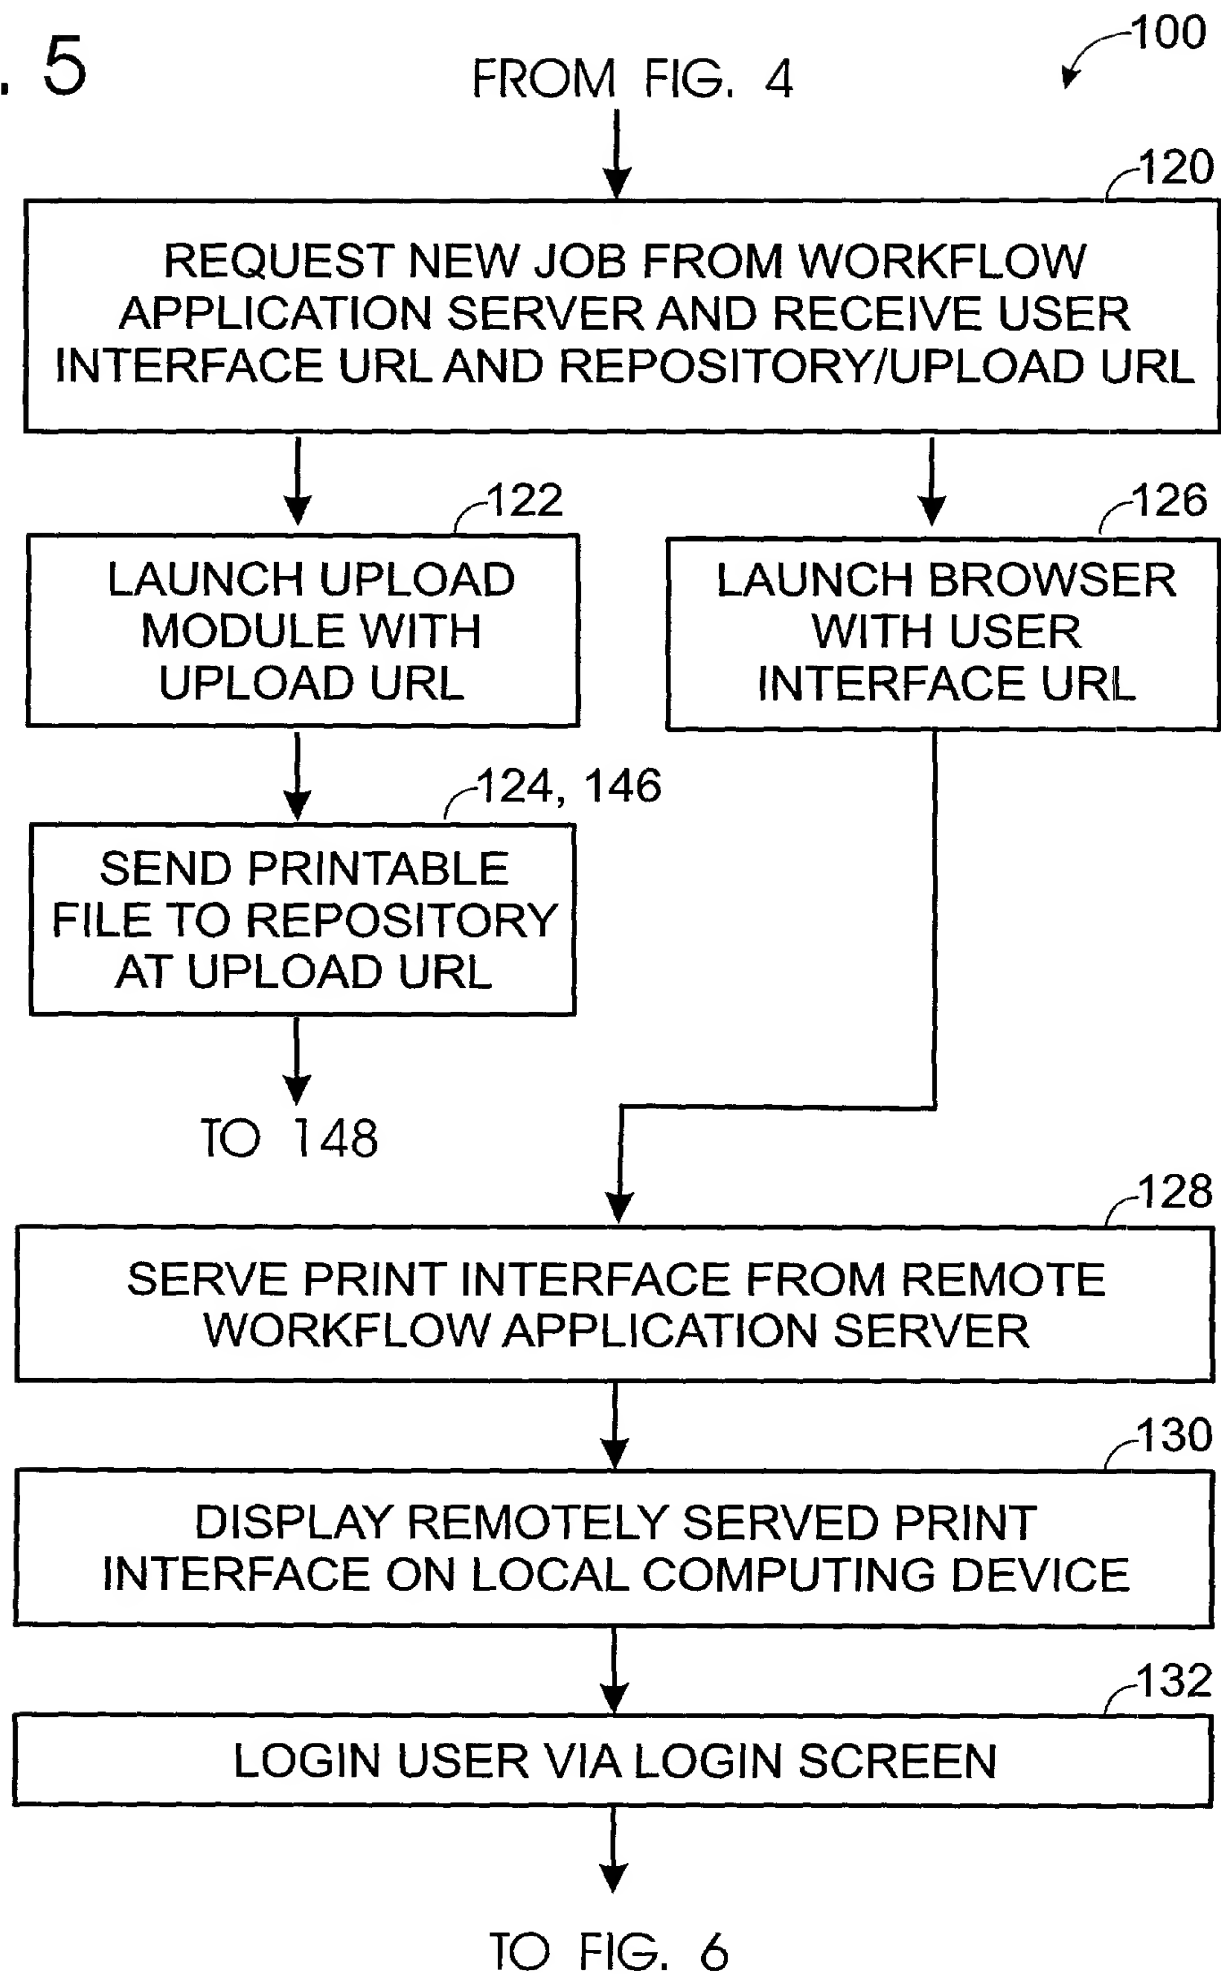 . 5
FROM FIG. 4
100
120
REQUEST NEW JOB FROM WORKFLOW
APPLICATION SERVER AND RECEIVE USER
INTERFACE URL AND REPOSITORY/UPLOAD URL
122
LAUNCH UPLOAD
MODULE WITH
UPLOAD URL
126
LAUNCH BROWSER
WITH USER
INTERFACE URL
124, 146
SEND PRINTABLE
FILE TO REPOSITORY
AT UPLOAD URL
TO 148
128
SERVE PRINT INTERFACE FROM REMOTE
WORKFLOW APPLICATION SERVER
130
DISPLAY REMOTELY SERVED PRINT
INTERFACE ON LOCAL COMPUTING DEVICE
132
LOGIN USER VIA LOGIN SCREEN
TO FIG. 6